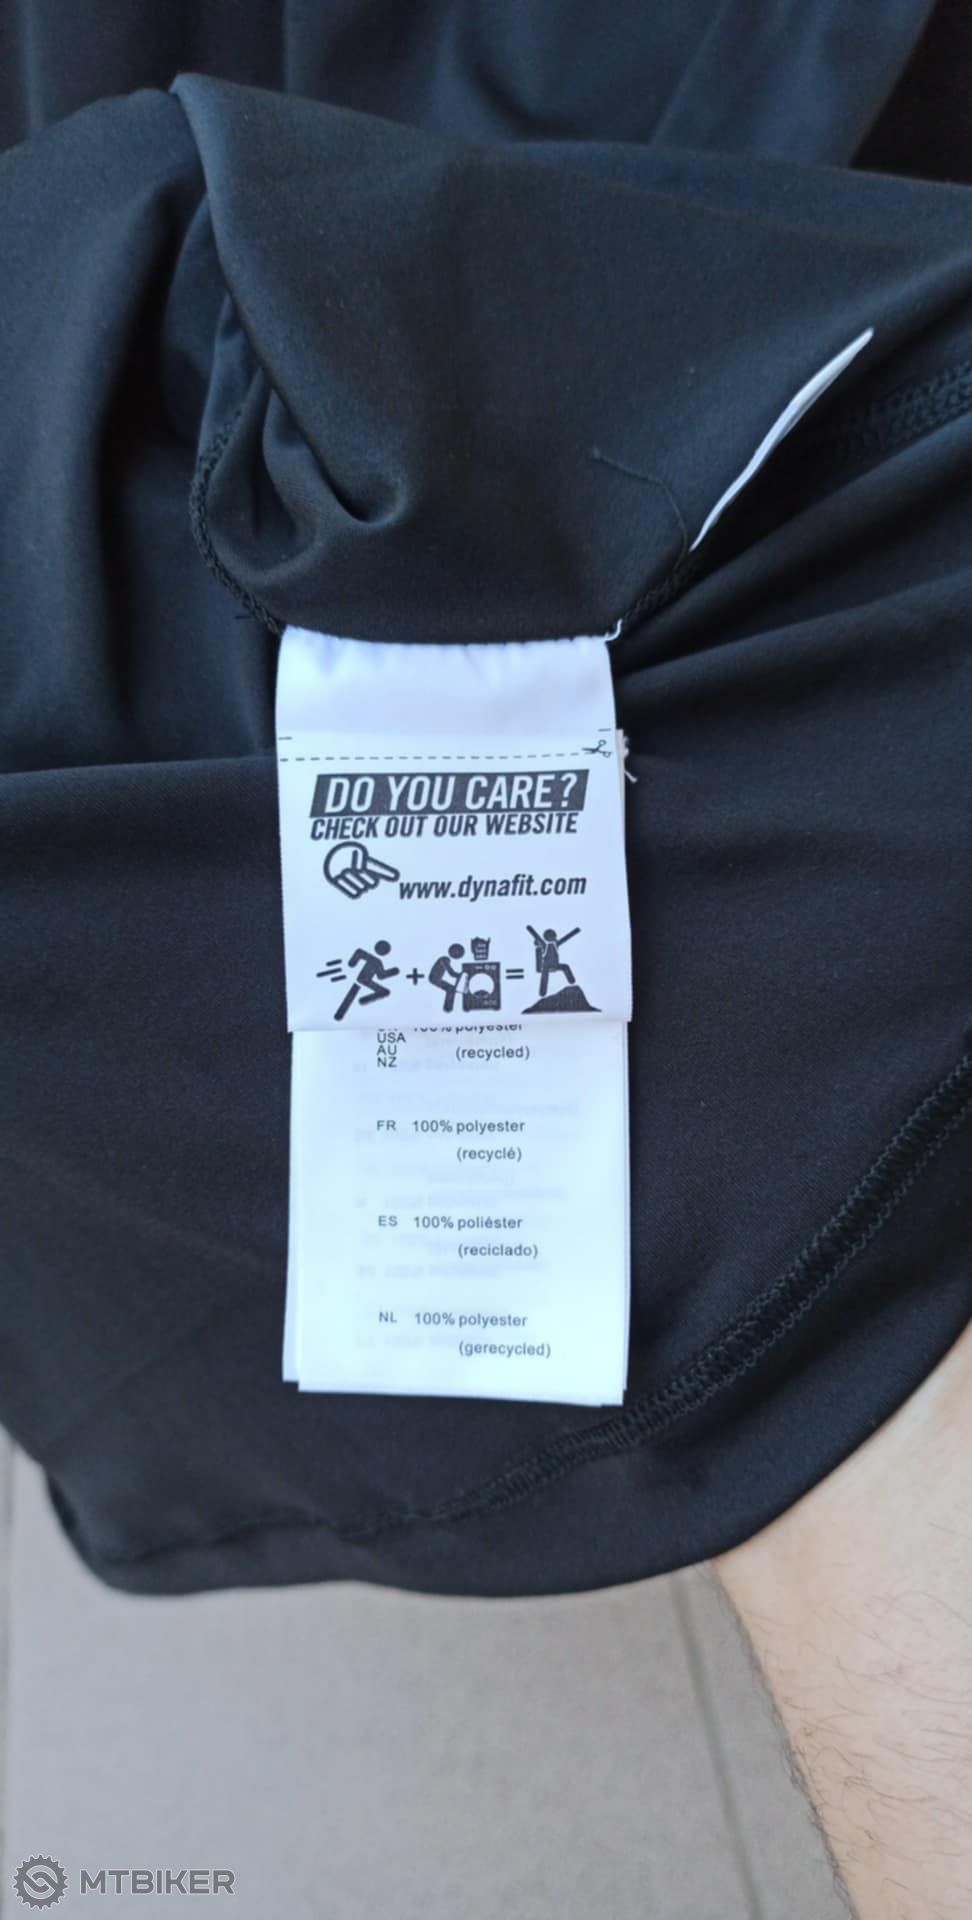 DO YOU CARE?
CHECK OUT OUR WEBSITE
www.dynafit.com
100% polyester
USA
AU (recycled)
NZ
FR 100% polyester
(recyclé)
ES 100% poliéster
(reciclado)
NL 100% polyester
(gerecycled)
MTBIKER